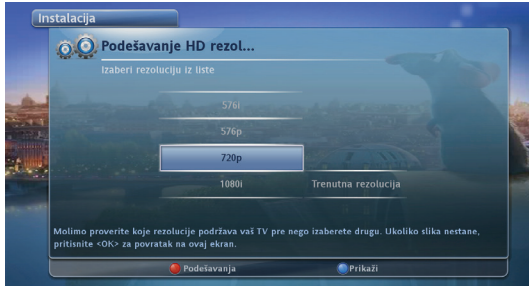 Instalacija
Podešavanje HD rezol...
Izaberi rezoluciju iz liste
576i
576p
720p
1080i Trenutna rezolucija
Molimo proverite koje rezolucije podržava vaš TV pre nego izaberete drugu. Ukoliko slika nestane,
pritisnite <OK> za povratak na ovaj ekran.
Podešavanja Prikaži